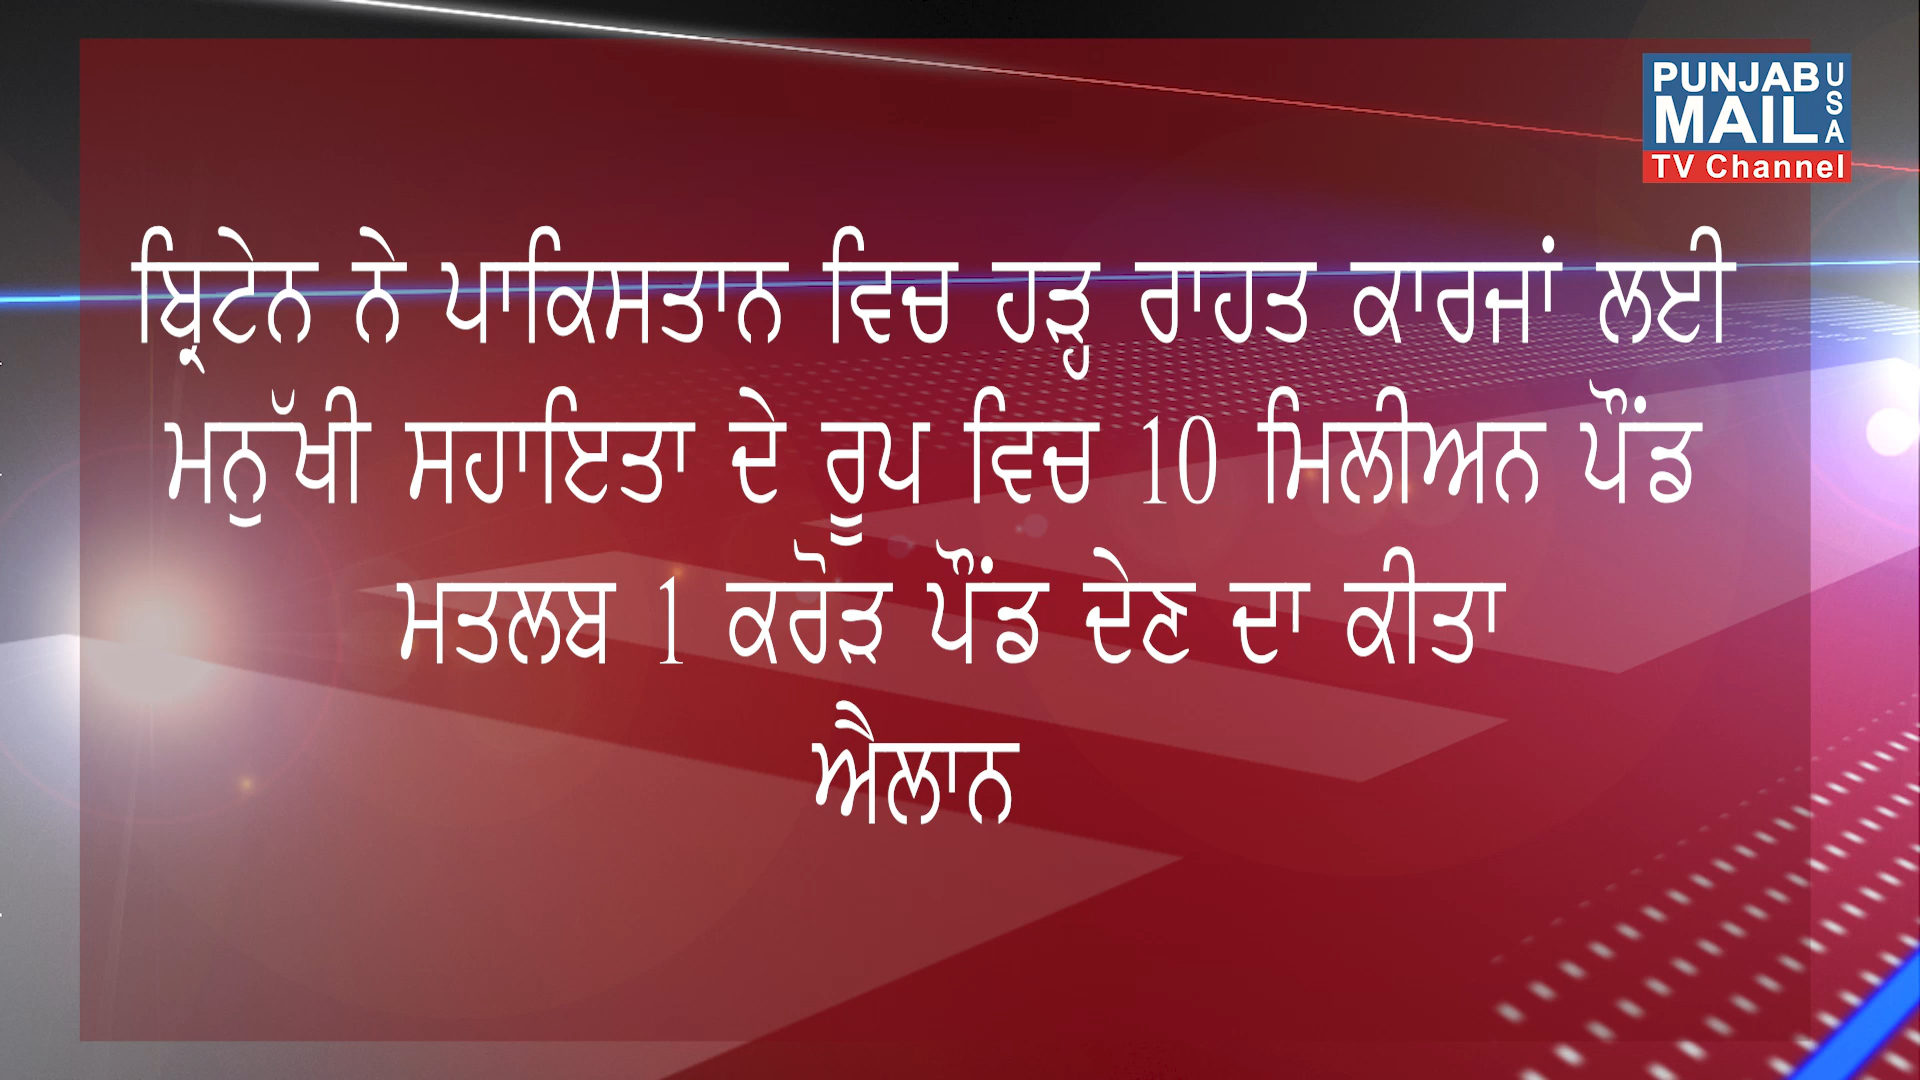 PUNJAB USA
MAIL
TV Channel
ਬ੍ਰਿਟੇਨ ਨੇ ਪਾਕਿਸਤਾਨ ਵਿਚ ਹੜ੍ਹ ਰਾਹਤ ਕਾਰਜਾਂ ਲਈ
ਮਨੁੱਖੀ ਸਹਾਇਤਾ ਦੇ ਰੂਪ ਵਿਚ 10 ਮਿਲੀਅਨ ਪੌਂਡ
ਮਤਲਬ 1 ਕਰੋੜ ਪੌਂਡ ਦੇਣ ਦਾ ਕੀਤਾ
ਐਲਾਨ